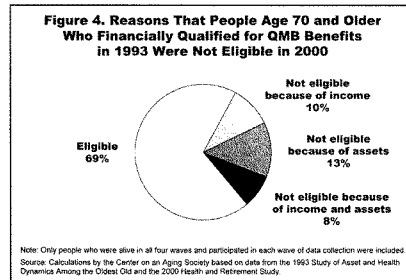 Figure 4. Reasons That People Age 70 and Older
Who Financially Qualified for QMB Benefits
in 1993 Were Not Eligible in 2000
Not eligible
because of income
10%
Eligible
69%
Not eligible
because of assets
13%
Not eligible because
of income and assets
8%
Note: Only people who were alive in all four waves and participated in each wave of data collection were included.
Source: Calculations by the Center on an Aging Society based on data from the 1993 Study of Asset and Health
Dynamics Among the Oldest Old and the 2000 Health and Retirement Study.